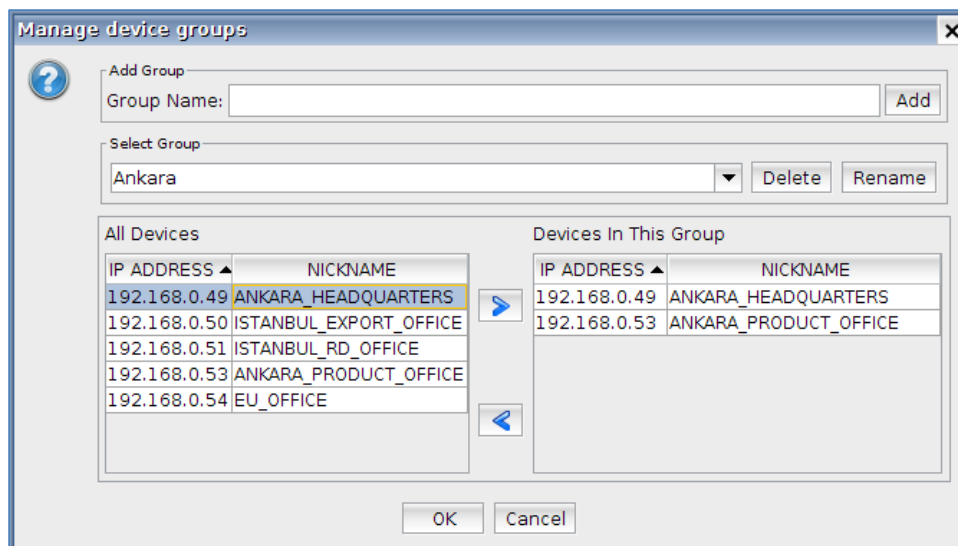 Manage device groups
Add Group
Group Name:
Add
Select Group
Ankara
Delete
Rename
All Devices
IP ADDRESS NICKNAME
192.168.0.49 ANKARA_HEADQUARTERS
192.168.0.50 ISTANBUL_EXPORT_OFFICE
192.168.0.51 ISTANBUL_RD_OFFICE
192.168.0.53 ANKARA_PRODUCT_OFFICE
192.168.0.54 EU_OFFICE
Devices In This Group
IP ADDRESS NICKNAME
192.168.0.49 ANKARA_HEADQUARTERS
192.168.0.53 ANKARA_PRODUCT_OFFICE
OK
Cancel